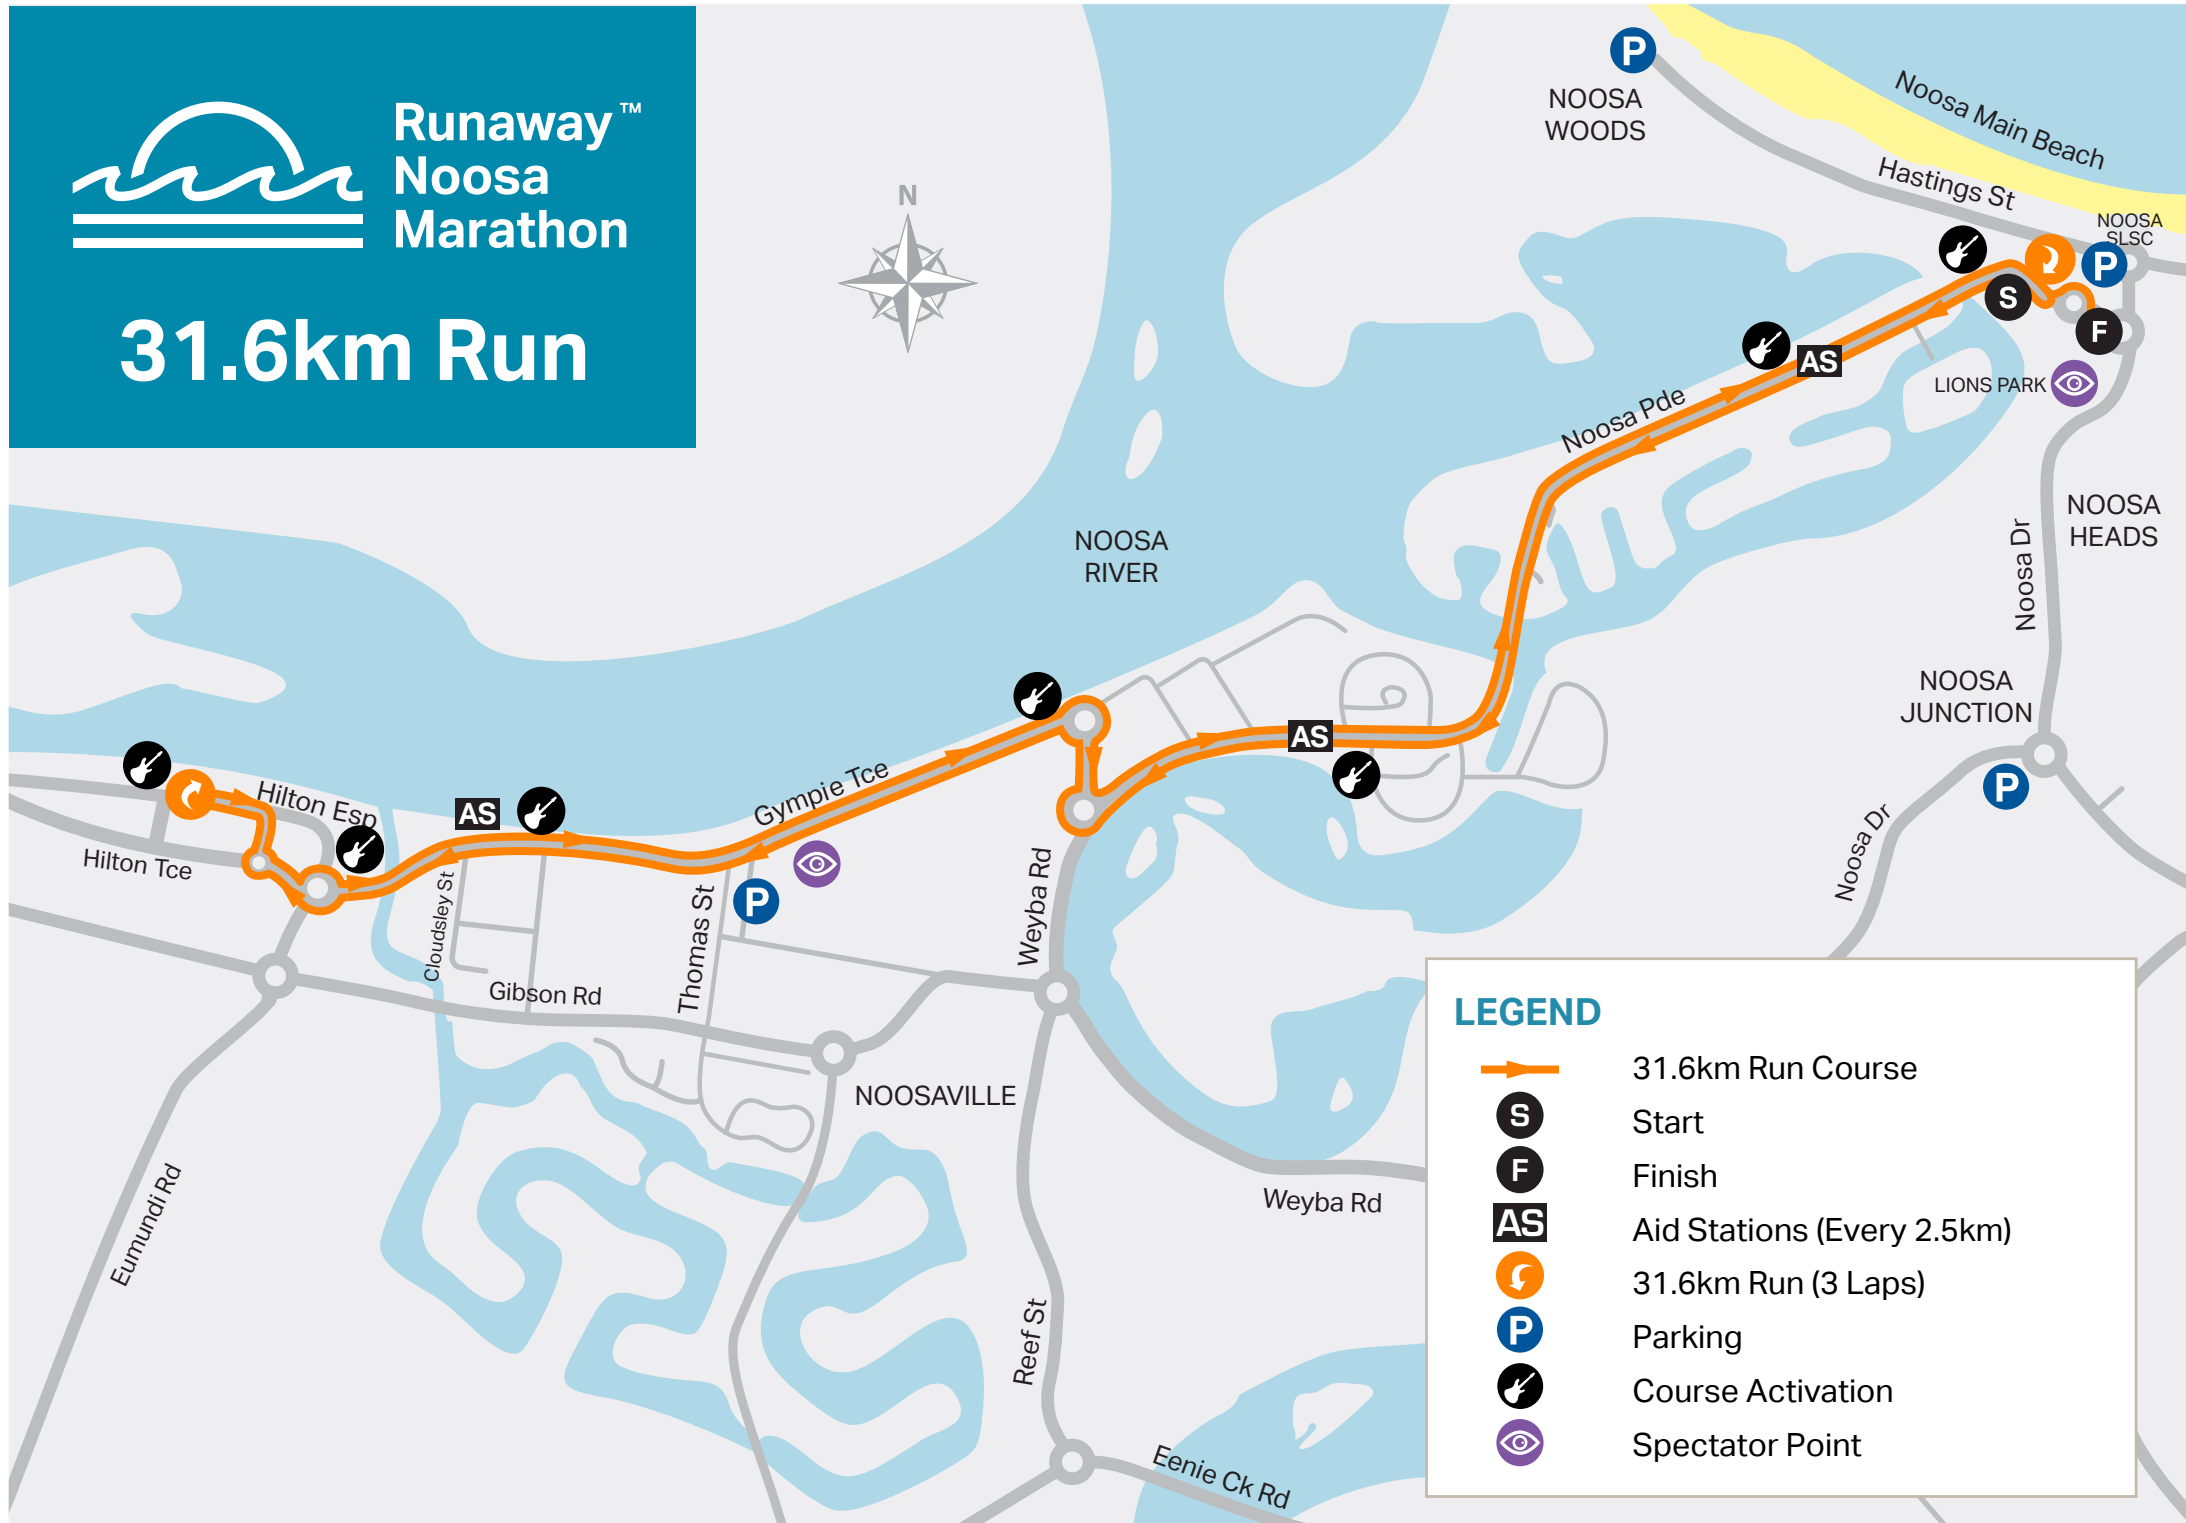 Runaway™
Noosa
Marathon
31.6km Run
N
P
NOOSA
WOODS
Noosa Main Beach
Hastings St
NOOSA
SLSC
P
S
F
AS
LIONS PARK
Noosa Pde
NOOSA
HEADS
Noosa Dr
NOOSA
RIVER
NOOSA
JUNCTION
P
Noosa Dr
AS
Gympie Tce
Hilton Esp
AS
Hilton Tce
Cloudsley St
Thomas St
P
Weyba Rd
Gibson Rd
NOOSAVILLE
Eumundi Rd
Weyba Rd
Reef St
Eenie Ck Rd
LEGEND
31.6km Run Course
S Start
F Finish
AS Aid Stations (Every 2.5km)
31.6km Run (3 Laps)
P Parking
Course Activation
Spectator Point